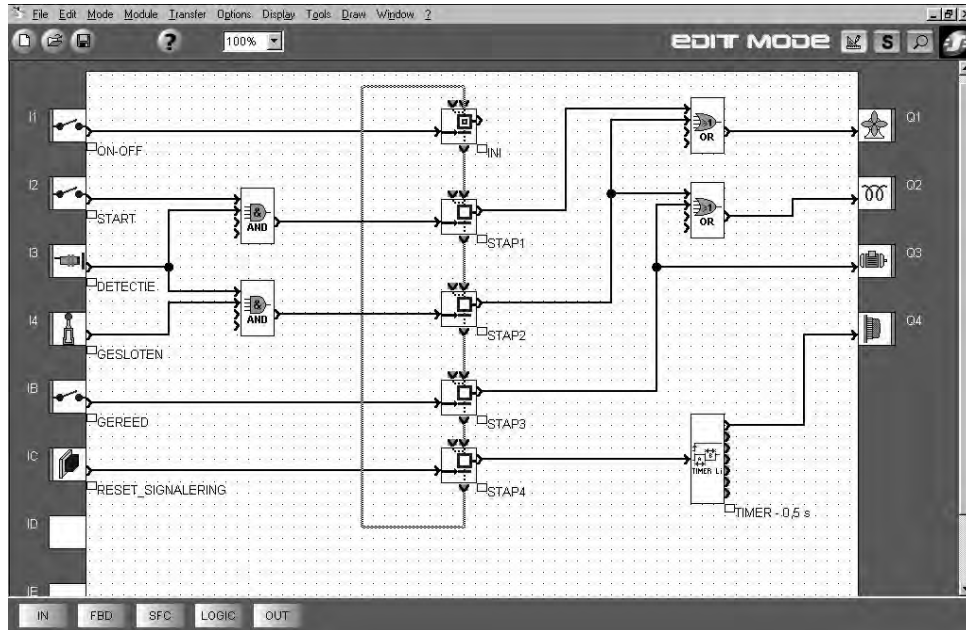 File Edit Mode Module Transfer Options Display Tools Draw Window ?
? 100% EDIT MODE S
I1 Q1
OR
ON-OFF INI
I2 Q2
& >1
START AND OR
STAP1
I3 Q3
DETECTIE
I4 & Q4
AND
STAP2
GESLOTEN
IB
GEREED STAP3
IC
A B
TIMER Li
RESET_SIGNALERING STAP4
TIMER - 0,5 s
ID
IE
IN FBD SFC LOGIC OUT